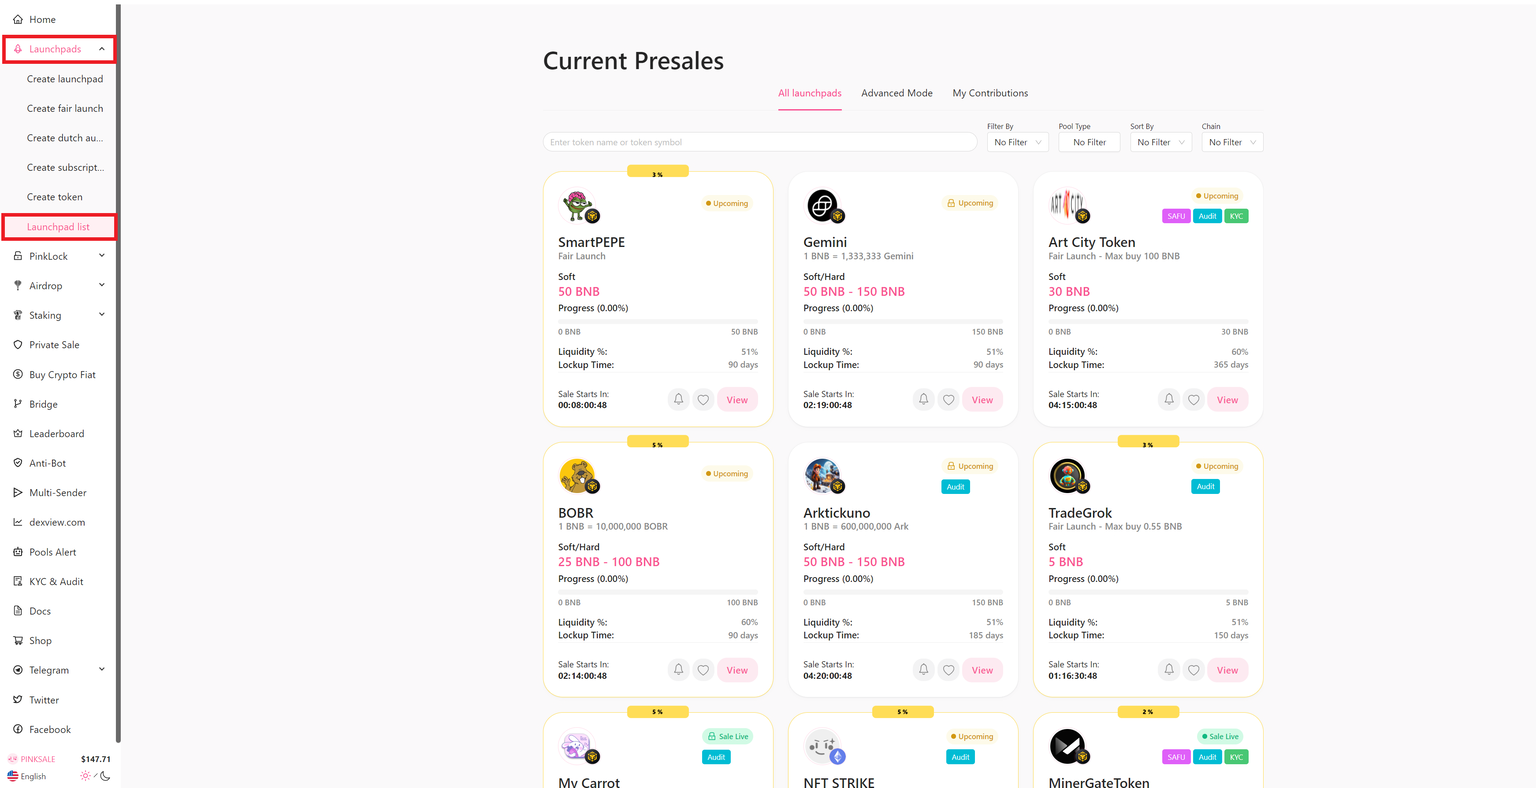 Home
Launchpads
Create launchpad
Create fair launch
Create dutch au...
Create subscript...
Create token
Launchpad list
PinkLock
Airdrop
Staking
Private Sale
Buy Crypto Fiat
Bridge
Leaderboard
Anti-Bot
Multi-Sender
dexview.com
Pools Alert
KYC & Audit
Docs
Shop
Telegram
Twitter
Facebook
PINKSALE $147.71
English
Current Presales
All launchpads Advanced Mode My Contributions
Filter By Pool Type Sort By Chain
Enter token name or token symbol No Filter No Filter No Filter No Filter
3 %
Upcoming
SmartPEPE
Fair Launch
Soft
50 BNB
Progress (0.00%)
0 BNB 50 BNB
Liquidity %: 51%
Lockup Time: 90 days
Sale Starts In:
00:08:00:48
View
Upcoming
Gemini
1 BNB = 1,333,333 Gemini
Soft/Hard
50 BNB - 150 BNB
Progress (0.00%)
0 BNB 150 BNB
Liquidity %: 51%
Lockup Time: 90 days
Sale Starts In:
02:19:00:48
View
ART CITY
Upcoming
SAFU Audit KYC
Art City Token
Fair Launch - Max buy 100 BNB
Soft
30 BNB
Progress (0.00%)
0 BNB 30 BNB
Liquidity %: 60%
Lockup Time: 365 days
Sale Starts In:
04:15:00:48
View
5 %
Upcoming
BOBR
1 BNB = 10,000,000 BOBR
Soft/Hard
25 BNB - 100 BNB
Progress (0.00%)
0 BNB 100 BNB
Liquidity %: 60%
Lockup Time: 90 days
Sale Starts In:
02:14:00:48
View
Upcoming
Audit
Arktickuno
1 BNB = 600,000,000 Ark
Soft/Hard
50 BNB - 150 BNB
Progress (0.00%)
0 BNB 150 BNB
Liquidity %: 51%
Lockup Time: 185 days
Sale Starts In:
04:20:00:48
View
3 %
Upcoming
Audit
TradeGrok
Fair Launch - Max buy 0.55 BNB
Soft
5 BNB
Progress (0.00%)
0 BNB 5 BNB
Liquidity %: 51%
Lockup Time: 150 days
Sale Starts In:
01:16:30:48
View
5 %
Sale Live
Audit
My Carrot
5 %
Upcoming
Audit
NFT STRIKE
2 %
Sale Live
SAFU Audit KYC
MinerGateToken